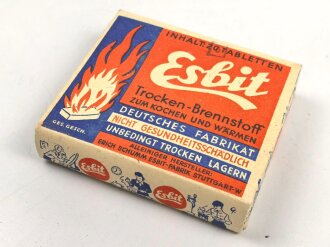 INHALT: 20 TABLETTEN
Esbit
Trocken-Brennstoff
ZUM KOCHEN UND WÄRMEN
GES. GESCH.
DEUTSCHES FABRIKAT
NICHT GESUNDHEITSSCHÄDLICH
UNBEDINGT TROCKEN LAGERN
ALLEINIGER HERSTELLER:
ERICH SCHUMM ESBIT-FABRIK STUTTGART-W
Esbit
Esbit